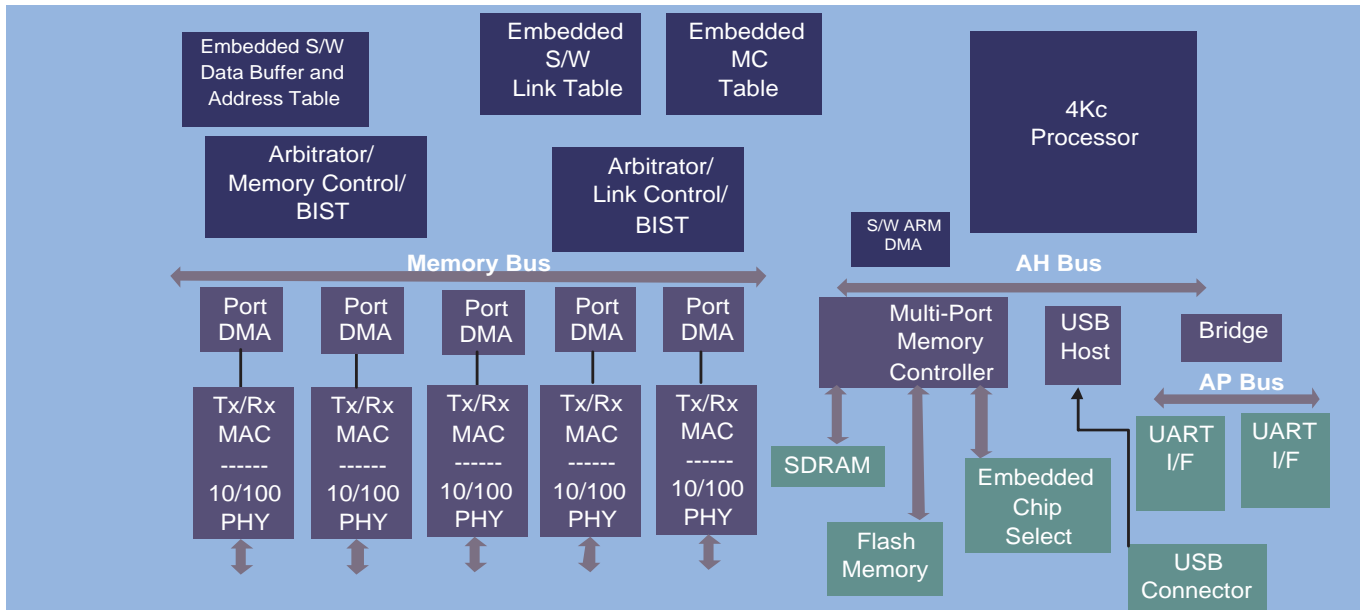 Embedded S/W
Data Buffer and
Address Table
Embedded
S/W
Link Table
Embedded
MC
Table
4Kc
Processor
Arbitrator/
Memory Control/
BIST
Arbitrator/
Link Control/
BIST
S/W ARM
DMA
Memory Bus
AH Bus
Port
DMA
Port
DMA
Port
DMA
Port
DMA
Port
DMA
Multi-Port
Memory
Controller
USB
Host
Bridge
AP Bus
Tx/Rx
MAC
------
10/100
PHY
Tx/Rx
MAC
------
10/100
PHY
Tx/Rx
MAC
------
10/100
PHY
Tx/Rx
MAC
------
10/100
PHY
Tx/Rx
MAC
------
10/100
PHY
SDRAM
Flash
Memory
Embedded
Chip
Select
UART
I/F
UART
I/F
USB
Connector